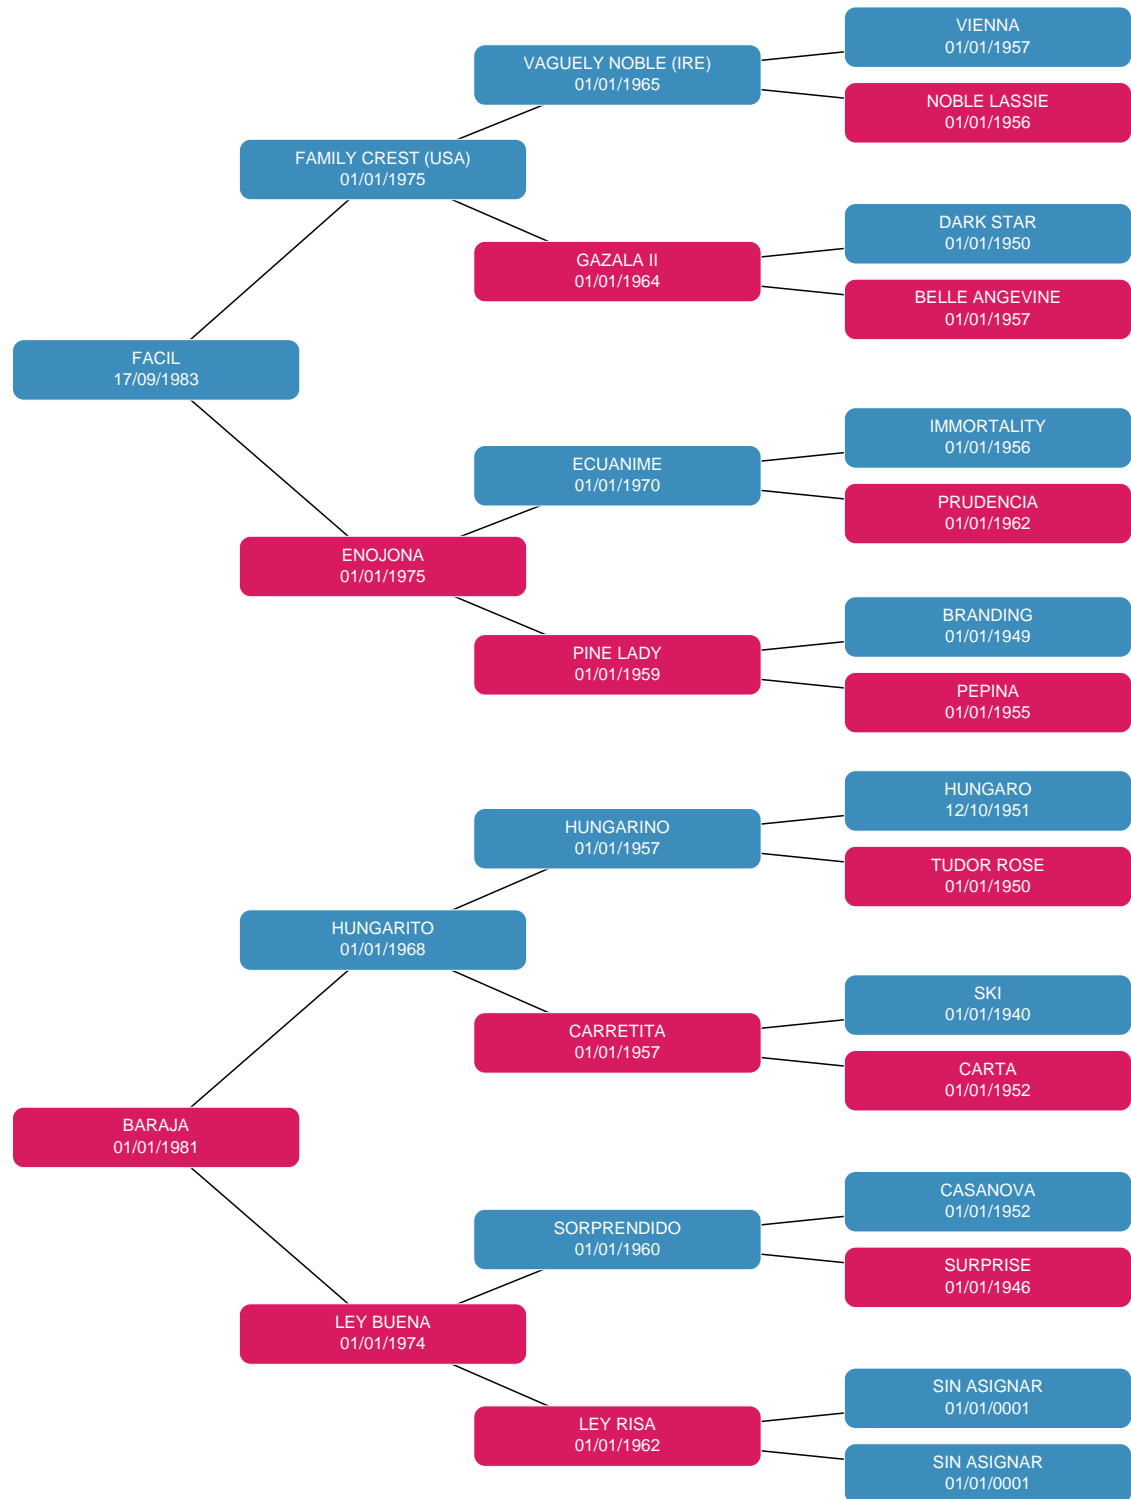 VIENNA
01/01/1957
VAGUELY NOBLE (IRE)
01/01/1965
NOBLE LASSIE
01/01/1956
FAMILY CREST (USA)
01/01/1975
DARK STAR
01/01/1950
GAZALA II
01/01/1964
BELLE ANGEVINE
01/01/1957
FACIL
17/09/1983
IMMORTALITY
01/01/1956
ECUANIME
01/01/1970
PRUDENCIA
01/01/1962
ENOJONA
01/01/1975
BRANDING
01/01/1949
PINE LADY
01/01/1959
PEPINA
01/01/1955
HUNGARO
12/10/1951
HUNGARINO
01/01/1957
TUDOR ROSE
01/01/1950
HUNGARITO
01/01/1968
SKI
01/01/1940
CARRETITA
01/01/1957
CARTA
01/01/1952
BARAJA
01/01/1981
CASANOVA
01/01/1952
SORPRENDIDO
01/01/1960
SURPRISE
01/01/1946
LEY BUENA
01/01/1974
SIN ASIGNAR
01/01/0001
LEY RISA
01/01/1962
SIN ASIGNAR
01/01/0001